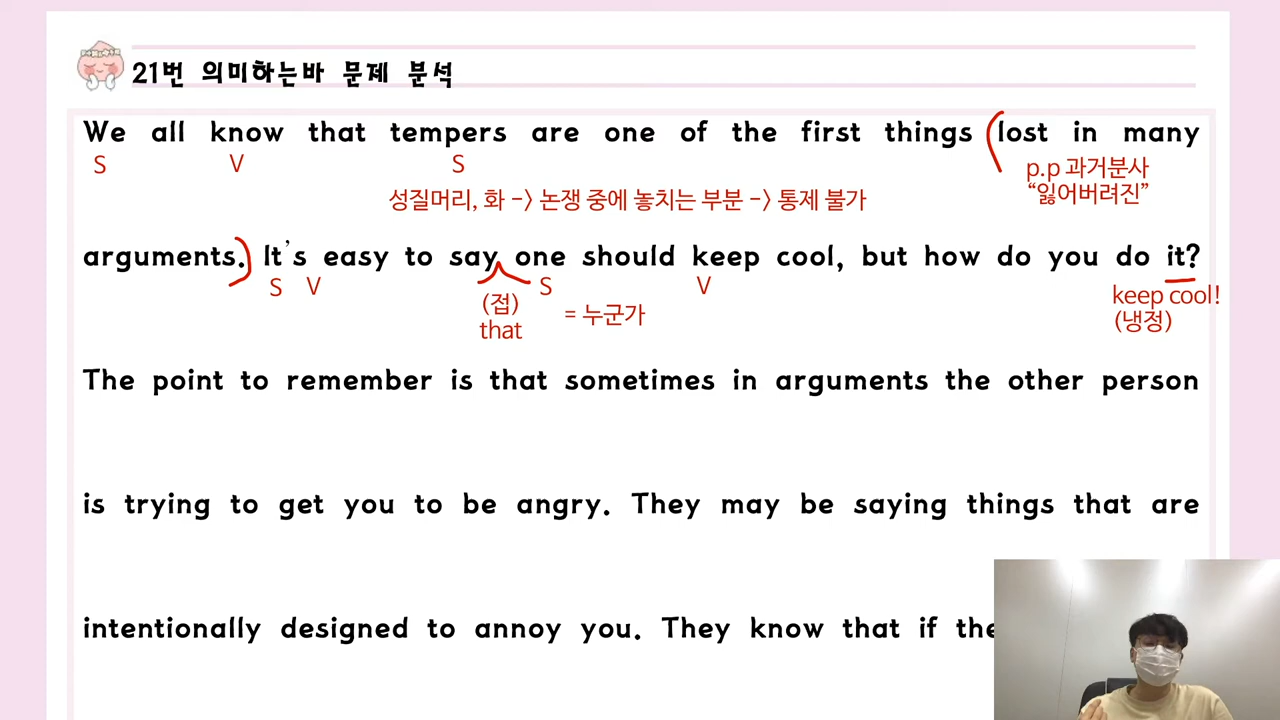 21번 의미하는바 문제 분석
We all know that tempers are one of the first things lost in many
S V S p.p 과거분사
성질머리, 화 -> 논쟁 중에 놓치는 부분 -> 통제 불가 “잃어버려진”
arguments. It’s easy to say one should keep cool, but how do you do it?
S V (접) S V keep cool!
that = 누군가 (냉정)
The point to remember is that sometimes in arguments the other person
is trying to get you to be angry. They may be saying things that are
intentionally designed to annoy you. They know that if the